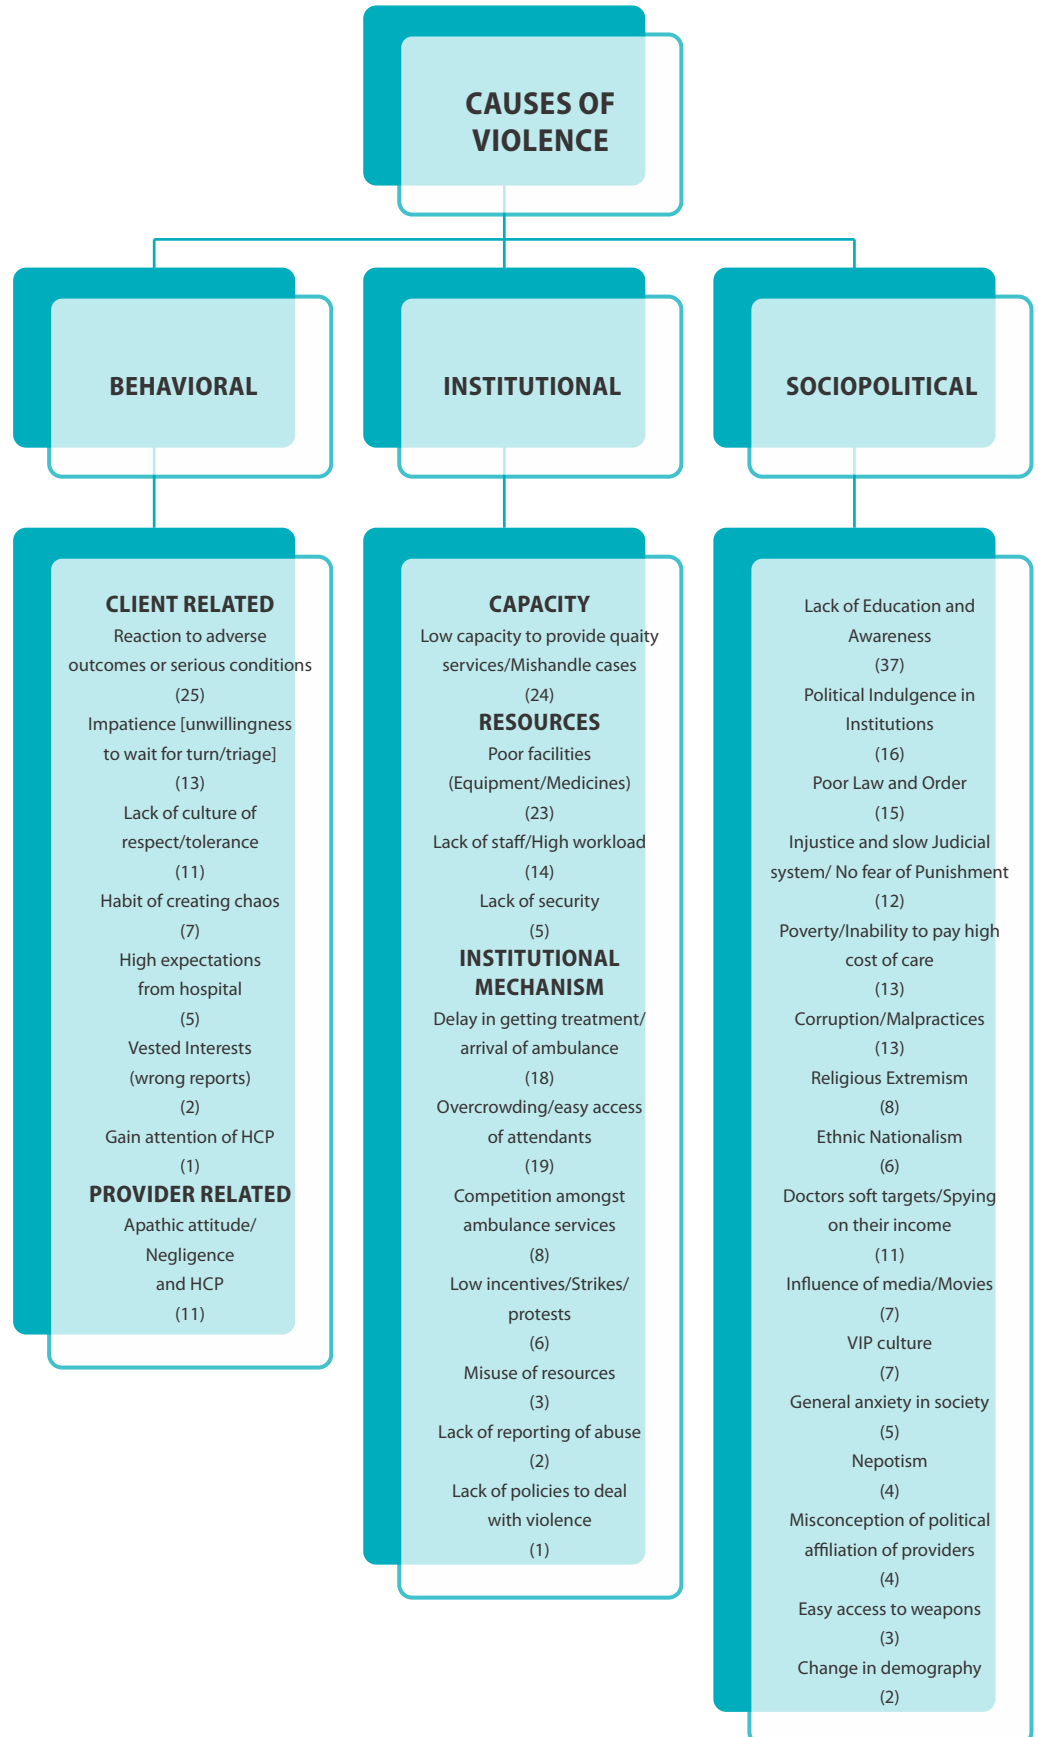 CAUSES OF
VIOLENCE
BEHAVIORAL
INSTITUTIONAL
SOCIOPOLITICAL
CLIENT RELATED
Reaction to adverse
outcomes or serious conditions
(25)
Impatience [unwillingness
to wait for turn/triage]
(13)
Lack of culture of
respect/tolerance
(11)
Habit of creating chaos
(7)
High expectations
from hospital
(5)
Vested Interests
(wrong reports)
(2)
Gain attention of HCP
(1)
PROVIDER RELATED
Apathic attitude/
Negligence
and HCP
(11)
CAPACITY
Low capacity to provide quaity
services/Mishandle cases
(24)
RESOURCES
Poor facilities
(Equipment/Medicines)
(23)
Lack of staff/High workload
(14)
Lack of security
(5)
INSTITUTIONAL
MECHANISM
Delay in getting treatment/
arrival of ambulance
(18)
Overcrowding/easy access
of attendants
(19)
Competition amongst
ambulance services
(8)
Low incentives/Strikes/
protests
(6)
Misuse of resources
(3)
Lack of reporting of abuse
(2)
Lack of policies to deal
with violence
(1)
Lack of Education and
Awareness
(37)
Political Indulgence in
Institutions
(16)
Poor Law and Order
(15)
Injustice and slow Judicial
system/ No fear of Punishment
(12)
Poverty/Inability to pay high
cost of care
(13)
Corruption/Malpractices
(13)
Religious Extremism
(8)
Ethnic Nationalism
(6)
Doctors soft targets/Spying
on their income
(11)
Influence of media/Movies
(7)
VIP culture
(7)
General anxiety in society
(5)
Nepotism
(4)
Misconception of political
affiliation of providers
(4)
Easy access to weapons
(3)
Change in demography
(2)